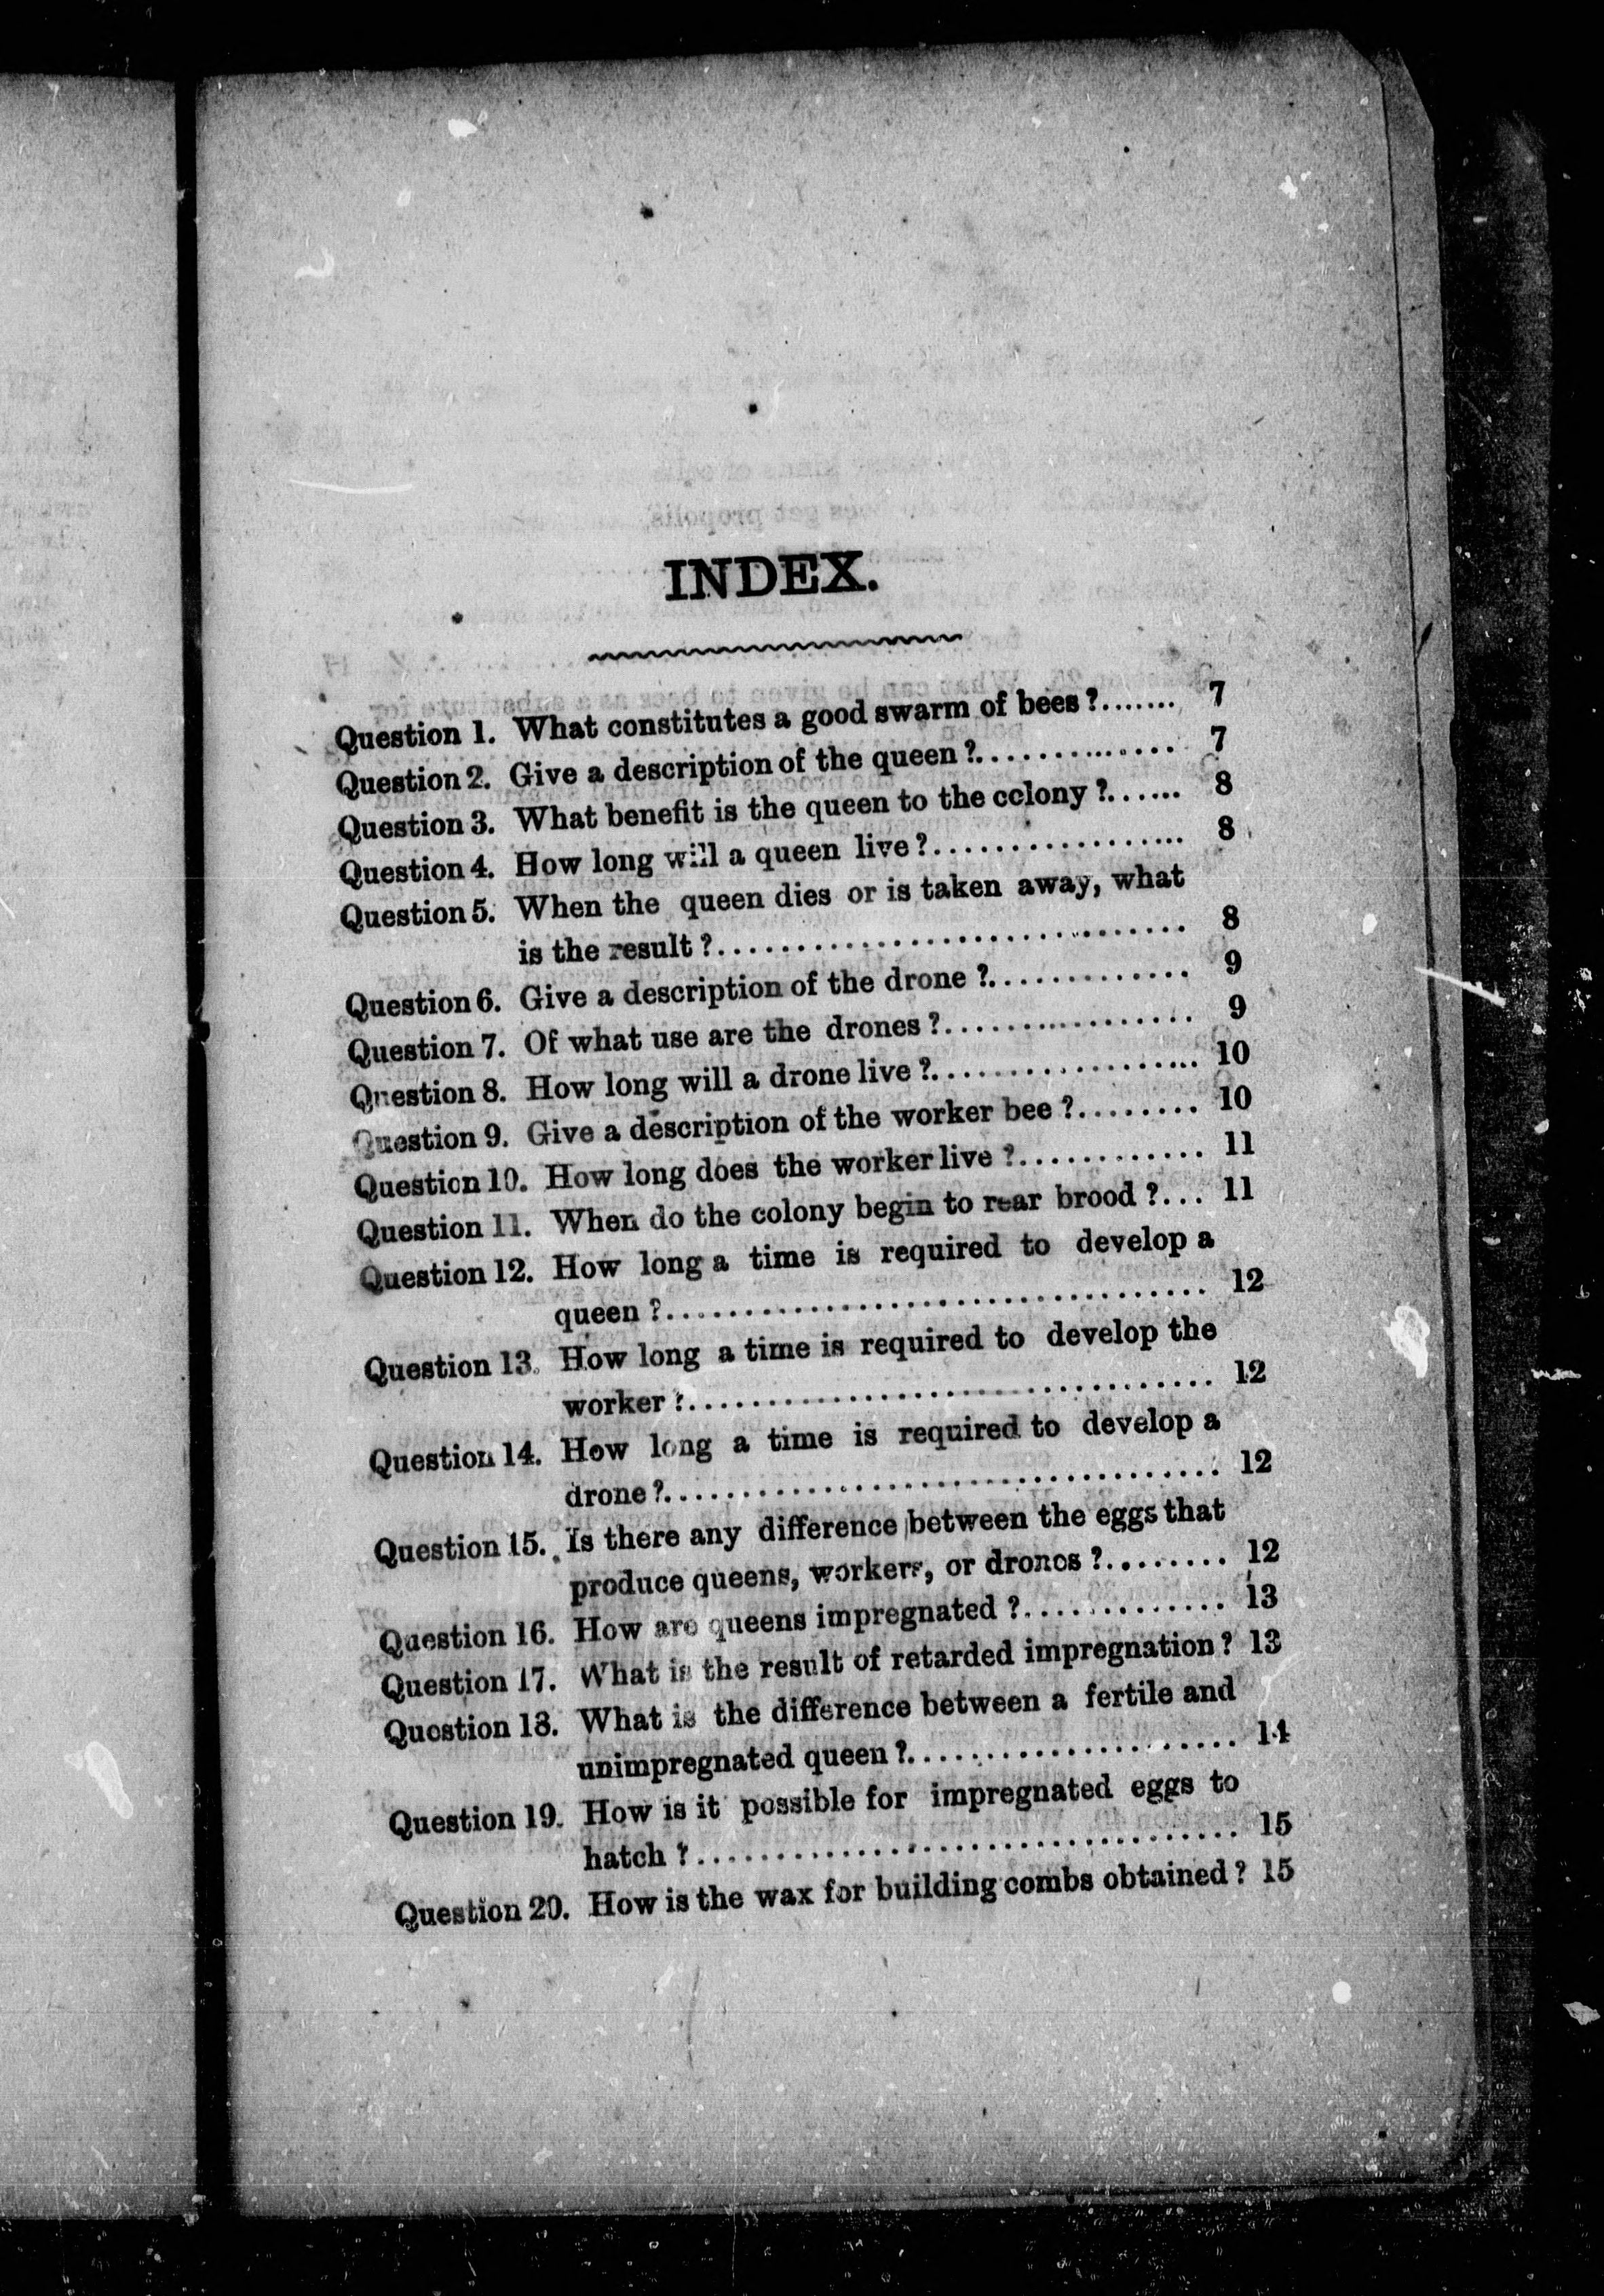 INDEX.
Question 1. What constitutes a good swarm of bees ?....... 7
Question 2. Give a description of the queen ?.............. 7
Question 3. What benefit is the queen to the colony ?...... 8
Question 4. How long will a queen live ?.................. 8
Question 5. When the queen dies or is taken away, what
is the result ?.............................. 8
Question 6. Give a description of the drone ?............. 9
Question 7. Of what use are the drones ?................ 9
Question 8. How long will a drone live ?.................. 10
Question 9. Give a description of the worker bee ?........ 10
Question 10. How long does the worker live ?............. 11
Question 11. When do the colony begin to rear brood ?... 11
Question 12. How long a time is required to develop a
queen ?................................... 12
Question 13. How long a time is required to develop the
worker ?.................................. 12
Question 14. How long a time is required to develop a
drone ?.................................... 12
Question 15. Is there any difference between the eggs that
produce queens, workers, or drones ?........ 12
Question 16. How are queens impregnated ?............. 13
Question 17. What is the result of retarded impregnation ? 13
Question 18. What is the difference between a fertile and
unimpregnated queen ?..................... 14
Question 19. How is it possible for impregnated eggs to
hatch ?................................... 15
Question 20. How is the wax for building combs obtained ? 15